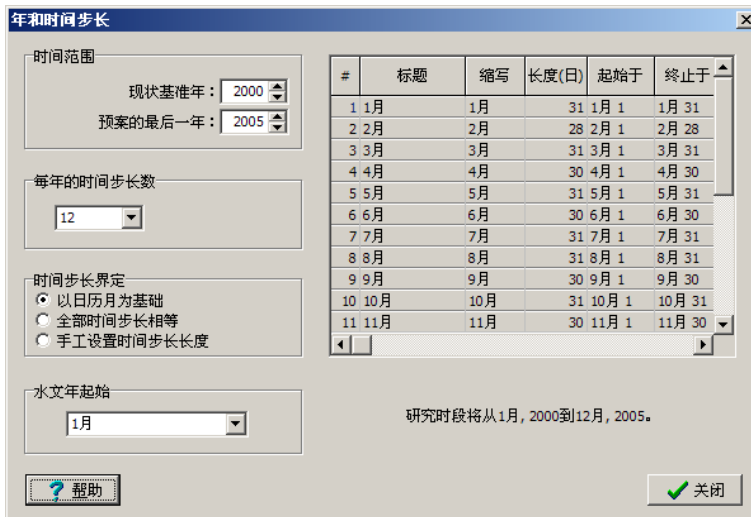 年和时间步长
时间范围
现状基准年： 2000
预案的最后一年： 2005
每年的时间步长数
12
时间步长界定
以日历月为基础
全部时间步长相等
手工设置时间步长长度
水文年起始
1月
帮助
# 标题 缩写 长度(日) 起始于 终止于
1 1月 1月 31 1月 1 1月 31
2 2月 2月 28 2月 1 2月 28
3 3月 3月 31 3月 1 3月 31
4 4月 4月 30 4月 1 4月 30
5 5月 5月 31 5月 1 5月 31
6 6月 6月 30 6月 1 6月 30
7 7月 7月 31 7月 1 7月 31
8 8月 8月 31 8月 1 8月 31
9 9月 9月 30 9月 1 9月 30
10 10月 10月 31 10月 1 10月 31
11 11月 11月 30 11月 1 11月 30
研究时段将从1月, 2000到12月, 2005。
关闭